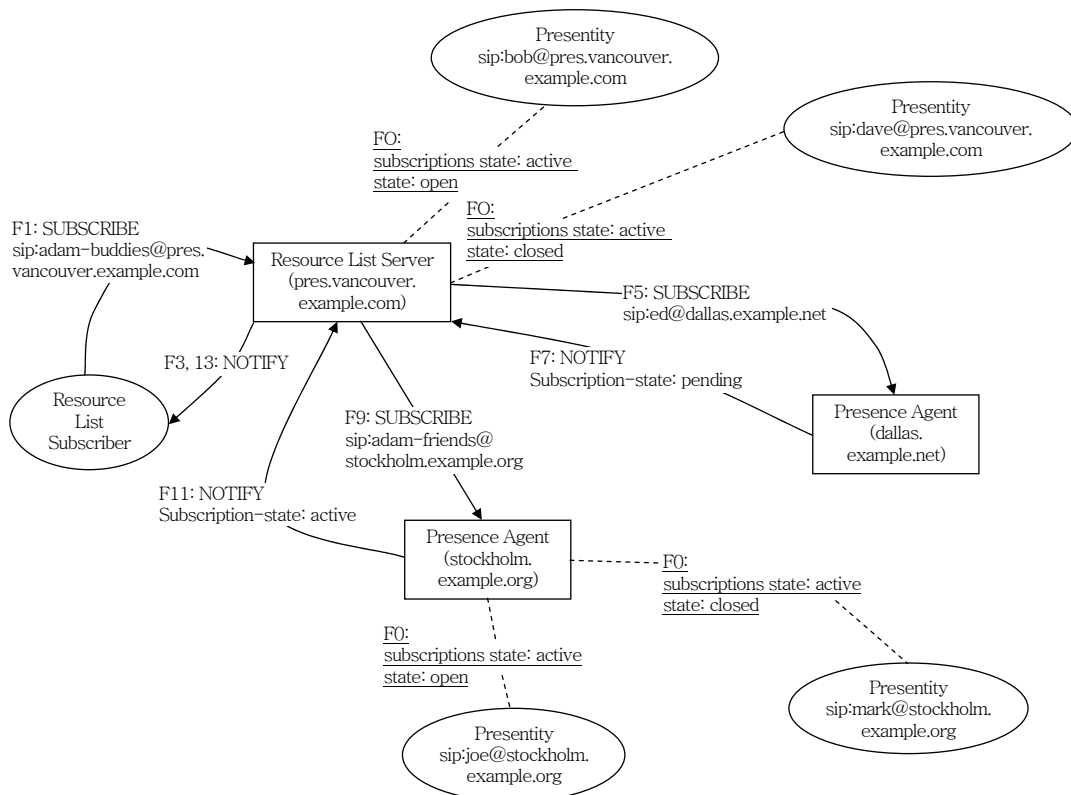 Presentity
sip:bob@pres.vancouver.
example.com
Presentity
sip:dave@pres.vancouver.
example.com
FO:
subscriptions state: active
state: open
FO:
subscriptions state: active
state: closed
F1: SUBSCRIBE
sip:adam-buddies@pres.
vancouver.example.com
Resource List Server
(pres.vancouver.
example.com)
F5: SUBSCRIBE
sip:ed@dallas.example.net
F3, 13: NOTIFY
F7: NOTIFY
Subscription-state: pending
Resource
List
Subscriber
F9: SUBSCRIBE
sip:adam-friends@
stockholm.example.org
Presence Agent
(dallas.
example.net)
F11: NOTIFY
Subscription-state: active
Presence Agent
(stockholm.
example.org)
F0:
subscriptions state: active
state: closed
F0:
subscriptions state: active
state: open
Presentity
sip:mark@stockholm.
example.org
Presentity
sip:joe@stockholm.
example.org